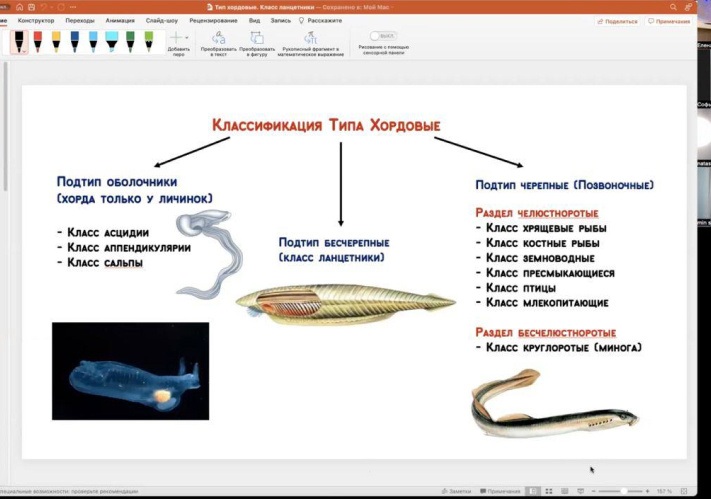 Тип хордовые. Класс ланцетники — Сохранено в: Мой Mac
Конструктор Переходы Анимация Слайд-шоу Рецензирование Вид Запись Расскажите
Поделиться Примечания
Добавить перо
Преобразовать в текст
Преобразовать в фигуру
Рукописный фрагмент в математическое выражение
ВЫКЛ
Рисование с помощью сенсорной панели
Классификация Типа Хордовые
Подтип оболочники
(хорда только у личинок)
- Класс асцидии
- Класс аппендикулярии
- Класс сальпы
Подтип бесчерепные
(класс ланцетники)
Подтип черепные (Позвоночные)
Раздел челюстноротые
- Класс хрящевые рыбы
- Класс костные рыбы
- Класс земноводные
- Класс пресмыкающиеся
- Класс птицы
- Класс млекопитающие
Раздел бесчелюстноротые
- Класс круглоротые (минога)
возможности: проверьте рекомендации
Заметки Примечания
157 %